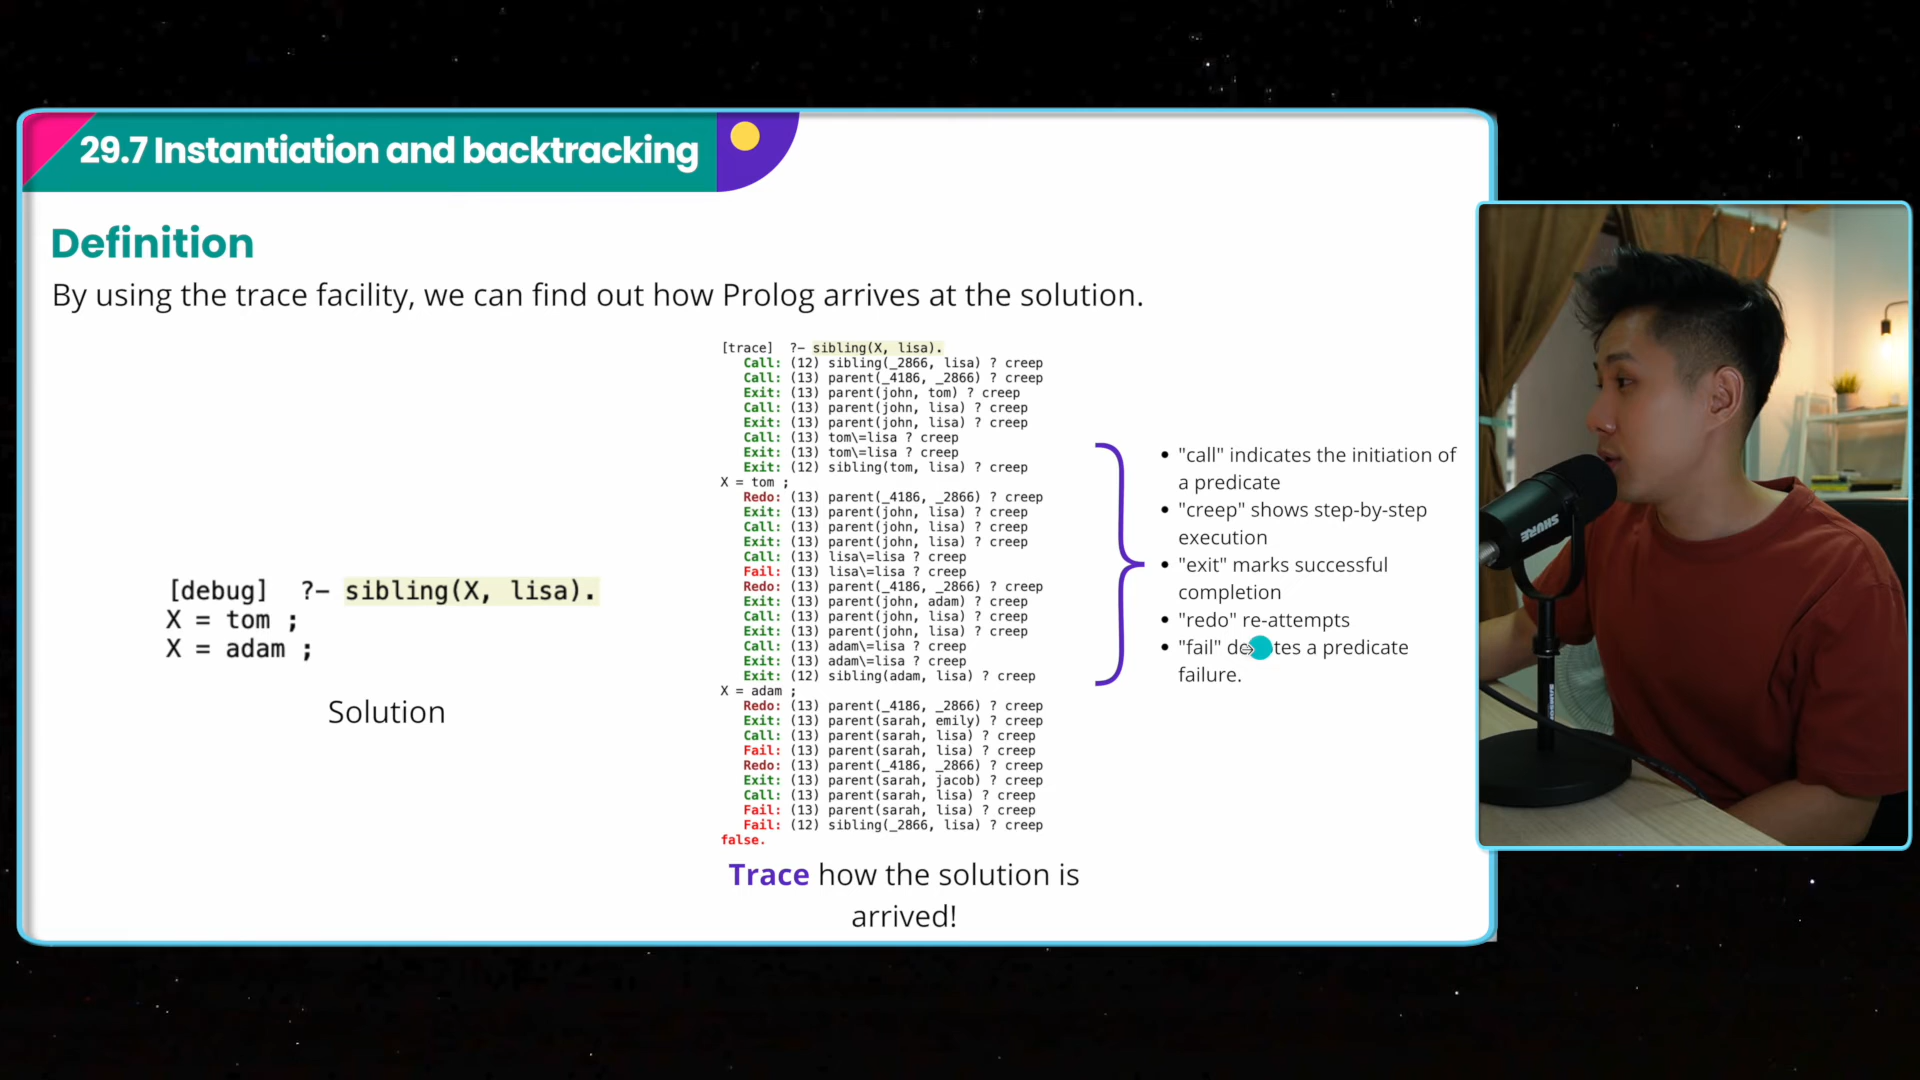 29.7 Instantiation and backtracking
Definition
By using the trace facility, we can find out how Prolog arrives at the solution.
[debug]  ?- sibling(X, lisa).
X = tom ;
X = adam ;
Solution
[trace]  ?- sibling(X, lisa).
Call: (12) sibling(_2866, lisa) ? creep
Call: (13) parent(_4186, _2866) ? creep
Exit: (13) parent(john, tom) ? creep
Call: (13) parent(john, lisa) ? creep
Exit: (13) parent(john, lisa) ? creep
Call: (13) tom\=lisa ? creep
Exit: (13) tom\=lisa ? creep
Exit: (12) sibling(tom, lisa) ? creep
X = tom ;
Redo: (13) parent(_4186, _2866) ? creep
Exit: (13) parent(john, lisa) ? creep
Call: (13) parent(john, lisa) ? creep
Exit: (13) parent(john, lisa) ? creep
Call: (13) lisa\=lisa ? creep
Fail: (13) lisa\=lisa ? creep
Redo: (13) parent(_4186, _2866) ? creep
Exit: (13) parent(john, adam) ? creep
Call: (13) parent(john, lisa) ? creep
Exit: (13) parent(john, lisa) ? creep
Call: (13) adam\=lisa ? creep
Exit: (13) adam\=lisa ? creep
Exit: (12) sibling(adam, lisa) ? creep
X = adam ;
Redo: (13) parent(_4186, _2866) ? creep
Exit: (13) parent(sarah, emily) ? creep
Call: (13) parent(sarah, lisa) ? creep
Fail: (13) parent(sarah, lisa) ? creep
Redo: (13) parent(_4186, _2866) ? creep
Exit: (13) parent(sarah, jacob) ? creep
Call: (13) parent(sarah, lisa) ? creep
Fail: (13) parent(sarah, lisa) ? creep
Fail: (12) sibling(_2866, lisa) ? creep
false.
Trace how the solution is
arrived!
• "call" indicates the initiation of
a predicate
• "creep" shows step-by-step
execution
• "exit" marks successful
completion
• "redo" re-attempts
• "fail" a predicate
failure.
SHURE